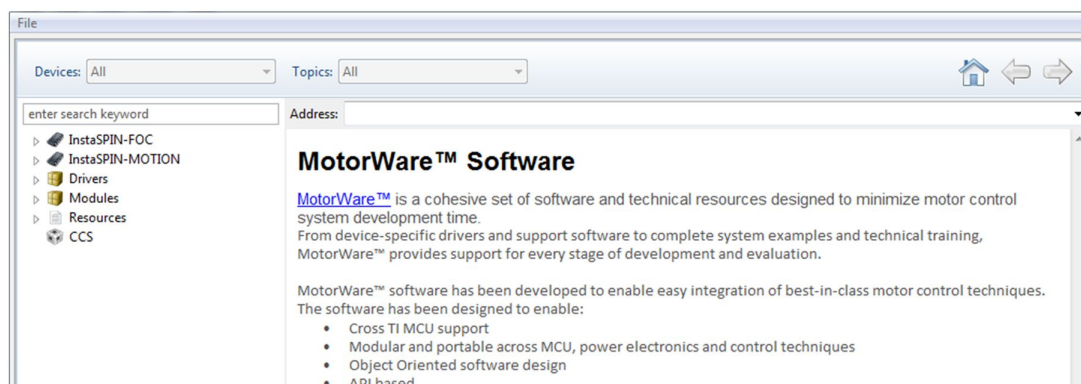 File
Devices: All
Topics: All
enter search keyword
Address:
InstaSPIN-FOC
InstaSPIN-MOTION
Drivers
Modules
Resources
CCS
MotorWare™ Software
MotorWare™ is a cohesive set of software and technical resources designed to minimize motor control
system development time.
From device-specific drivers and support software to complete system examples and technical training,
MotorWare™ provides support for every stage of development and evaluation.
MotorWare™ software has been developed to enable easy integration of best-in-class motor control techniques.
The software has been designed to enable:
• Cross TI MCU support
• Modular and portable across MCU, power electronics and control techniques
• Object Oriented software design
• API based